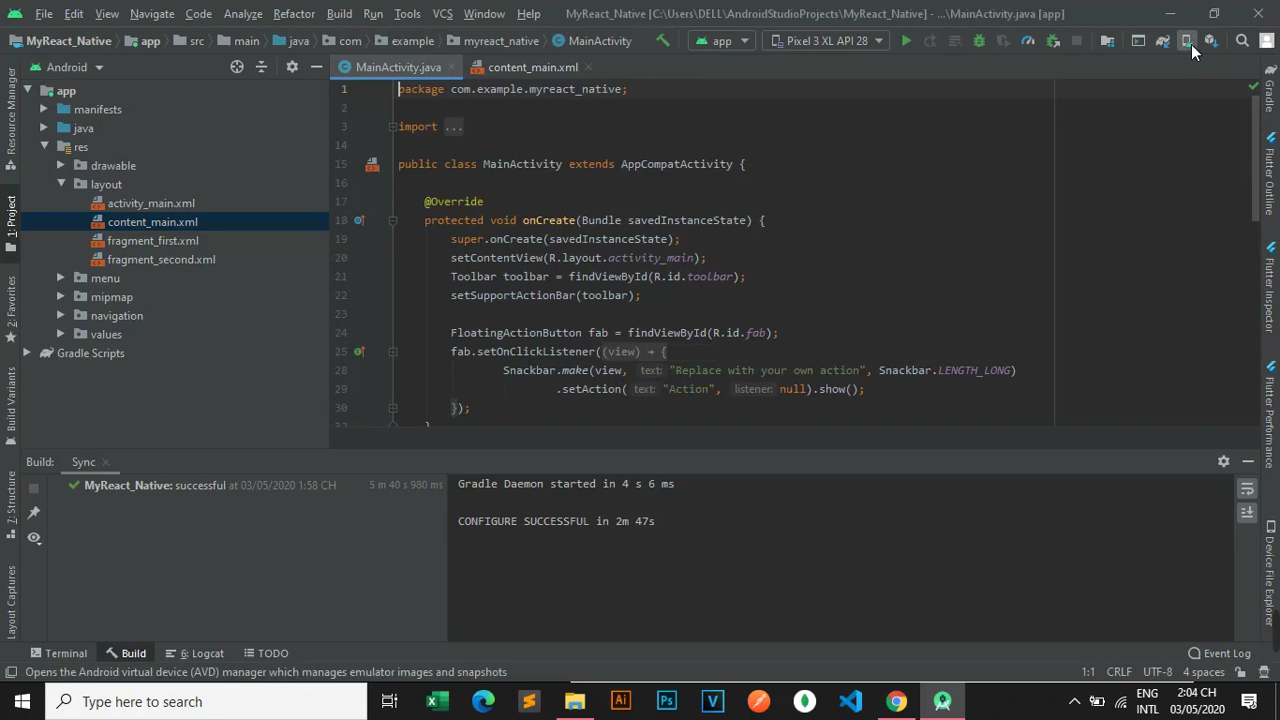 File Edit View Navigate Code Analyze Refactor Build Run Tools VCS Window Help MyReact_Native [C:\Users\DELL\AndroidStudioProjects\MyReact_Native] - ...\MainActivity.java [app]
MyReact_Native app src main java com example myreact_native MainActivity app Pixel 3 XL API 28
Android
MainActivity.java content_main.xml
app
manifests
java
res
drawable
layout
activity_main.xml
content_main.xml
fragment_first.xml
fragment_second.xml
menu
mipmap
navigation
values
Gradle Scripts
1 package com.example.myreact_native;
2
3 import ...
14
15 public class MainActivity extends AppCompatActivity {
16
17 @Override
18 protected void onCreate(Bundle savedInstanceState) {
19 super.onCreate(savedInstanceState);
20 setContentView(R.layout.activity_main);
21 Toolbar toolbar = findViewById(R.id.toolbar);
22 setSupportActionBar(toolbar);
23
24 FloatingActionButton fab = findViewById(R.id.fab);
25 fab.setOnClickListener((view) → {
28 Snackbar.make(view, text: "Replace with your own action", Snackbar.LENGTH_LONG)
29 .setAction( text: "Action", listener: null).show();
30 });
32 }
Resource Manager
1: Project
2: Favorites
Build Variants
7: Structure
Layout Captures
Gradle
Flutter Outline
Flutter Inspector
Flutter Performance
Device File Explorer
Build: Sync
MyReact_Native: successful at 03/05/2020 1:58 CH 5 m 40 s 980 ms
Gradle Daemon started in 4 s 6 ms
CONFIGURE SUCCESSFUL in 2m 47s
Terminal Build 6: Logcat TODO Event Log
Opens the Android virtual device (AVD) manager which manages emulator images and snapshots 1:1 CRLF UTF-8 4 spaces
Type here to search
Ai Ps V
ENG 2:04 CH
INTL 03/05/2020